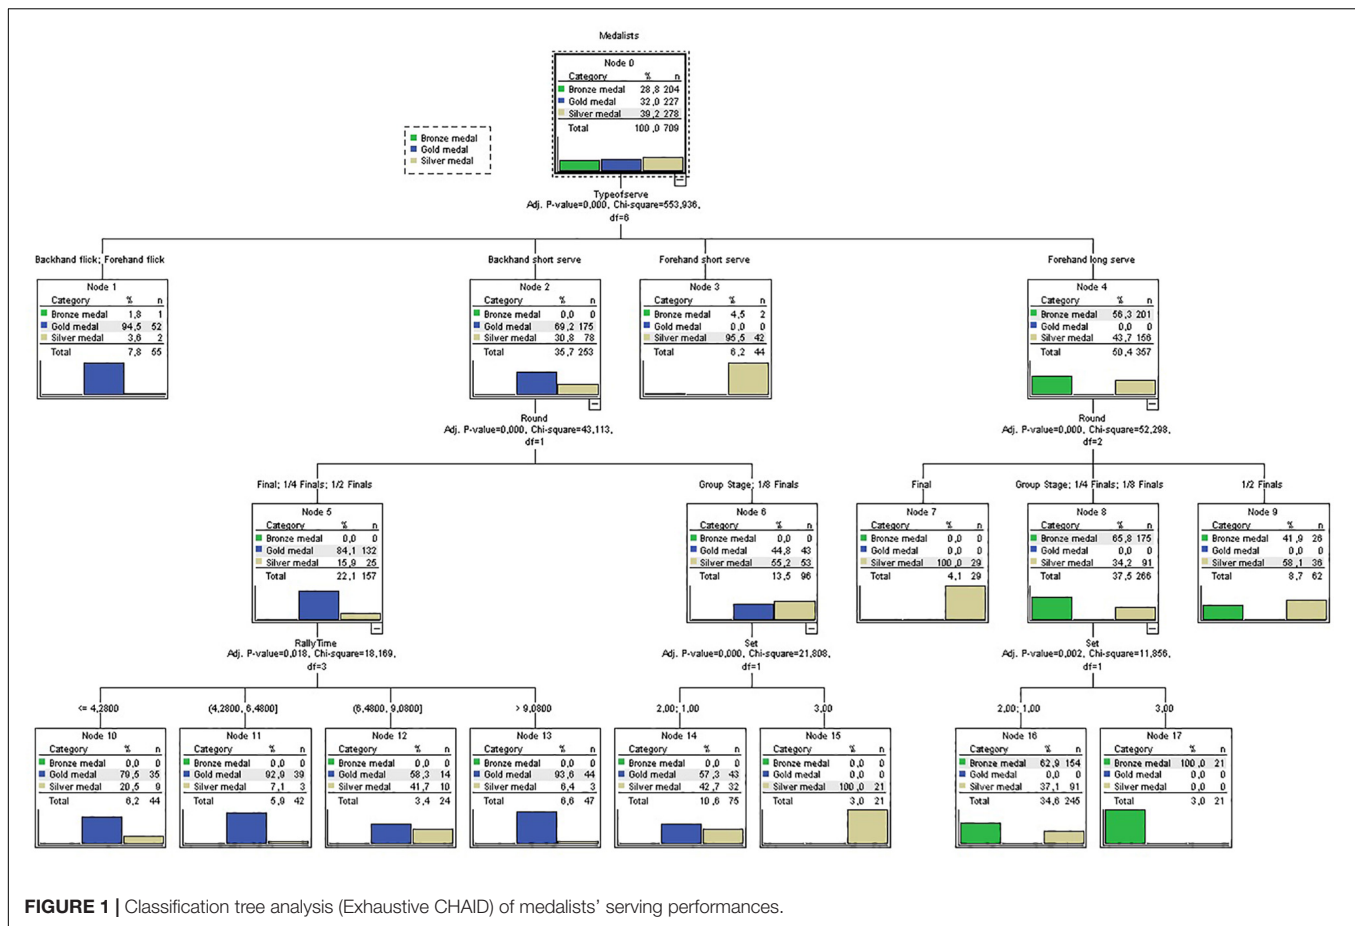 Medalists
Node 0
Category % n
Bronze medal 28,8 204
Gold medal 32,0 227
Silver medal 39,2 278
Total 100,0 709
Bronze medal
Gold medal
Silver medal
Typeofserve
Adj. P-value=0,000, Chi-square=553,936,
df=6
Backhand flick; Forehand flick
Node 1
Category % n
Bronze medal 1,8 1
Gold medal 94,5 52
Silver medal 3,6 2
Total 7,8 55
Backhand short serve
Node 2
Category % n
Bronze medal 0,0 0
Gold medal 69,2 175
Silver medal 30,8 78
Total 35,7 253
Forehand short serve
Node 3
Category % n
Bronze medal 4,5 2
Gold medal 0,0 0
Silver medal 95,5 42
Total 6,2 44
Forehand long serve
Node 4
Category % n
Bronze medal 56,3 201
Gold medal 0,0 0
Silver medal 43,7 156
Total 50,4 357
Round
Adj. P-value=0,000, Chi-square=43,113,
df=1
Round
Adj. P-value=0,000, Chi-square=52,298,
df=2
Final; 1/4 Finals; 1/2 Finals
Node 5
Category % n
Bronze medal 0,0 0
Gold medal 84,1 132
Silver medal 15,9 25
Total 22,1 157
Group Stage; 1/8 Finals
Node 6
Category % n
Bronze medal 0,0 0
Gold medal 44,8 43
Silver medal 55,2 53
Total 13,5 96
Final
Node 7
Category % n
Bronze medal 0,0 0
Gold medal 0,0 0
Silver medal 100,0 29
Total 4,1 29
Group Stage; 1/4 Finals; 1/8 Finals
Node 8
Category % n
Bronze medal 65,8 175
Gold medal 0,0 0
Silver medal 34,2 91
Total 37,5 266
1/2 Finals
Node 9
Category % n
Bronze medal 41,9 26
Gold medal 0,0 0
Silver medal 58,1 36
Total 8,7 62
RallyTime
Adj. P-value=0,018, Chi-square=18,169,
df=3
Set
Adj. P-value=0,000, Chi-square=21,808,
df=1
Set
Adj. P-value=0,002, Chi-square=11,856,
df=1
<= 4,2800
Node 10
Category % n
Bronze medal 0,0 0
Gold medal 79,5 35
Silver medal 20,5 9
Total 6,2 44
(4,2800, 6,4800]
Node 11
Category % n
Bronze medal 0,0 0
Gold medal 92,9 39
Silver medal 7,1 3
Total 5,9 42
(6,4800, 9,0800]
Node 12
Category % n
Bronze medal 0,0 0
Gold medal 58,3 14
Silver medal 41,7 10
Total 3,4 24
> 9,0800
Node 13
Category % n
Bronze medal 0,0 0
Gold medal 93,6 44
Silver medal 6,4 3
Total 6,6 47
2,00; 1,00
Node 14
Category % n
Bronze medal 0,0 0
Gold medal 57,3 43
Silver medal 42,7 32
Total 10,6 75
3,00
Node 15
Category % n
Bronze medal 0,0 0
Gold medal 0,0 0
Silver medal 100,0 21
Total 3,0 21
2,00; 1,00
Node 16
Category % n
Bronze medal 62,9 154
Gold medal 0,0 0
Silver medal 37,1 91
Total 34,6 245
3,00
Node 17
Category % n
Bronze medal 100,0 21
Gold medal 0,0 0
Silver medal 0,0 0
Total 3,0 21
FIGURE 1 | Classification tree analysis (Exhaustive CHAID) of medalists' serving performances.